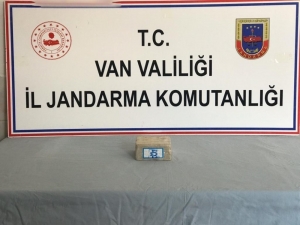 T.C.
VAN VALİLİĞİ
İL JANDARMA KOMUTANLIĞI